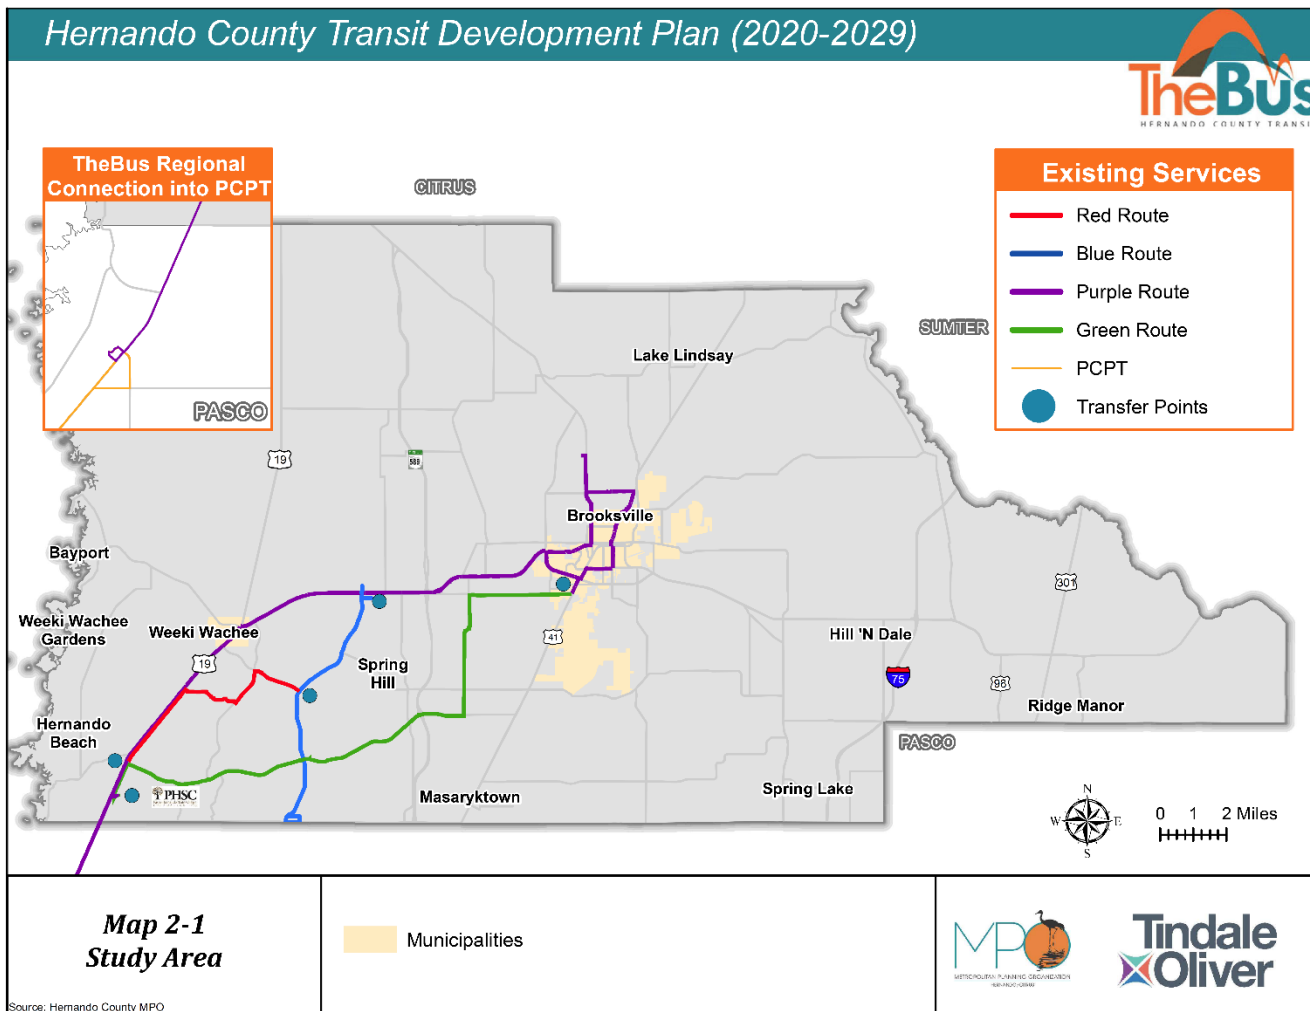 Hernando County Transit Development Plan (2020-2029)
TheBus
HERNANDO COUNTY TRANSI
TheBus Regional
Connection into PCPT
PASCO
CITRUS
Existing Services
Red Route
Blue Route
Purple Route
Green Route
PCPT
Transfer Points
SUMTER
Lake Lindsay
19
589
Brooksville
Bayport
301
Weeki Wachee
Gardens
Weeki Wachee
19
41
Hill 'N Dale
Spring
Hill
75
98
Ridge Manor
Hernando
Beach
PASCO
PHSC
Masaryktown
Spring Lake
N
W
E
S
0 1 2 Miles
Map 2-1
Study Area
Municipalities
MPO
METROPOLITAN PLANNING ORGANIZATION
Tindale
Oliver
Source: Hernando County MPO